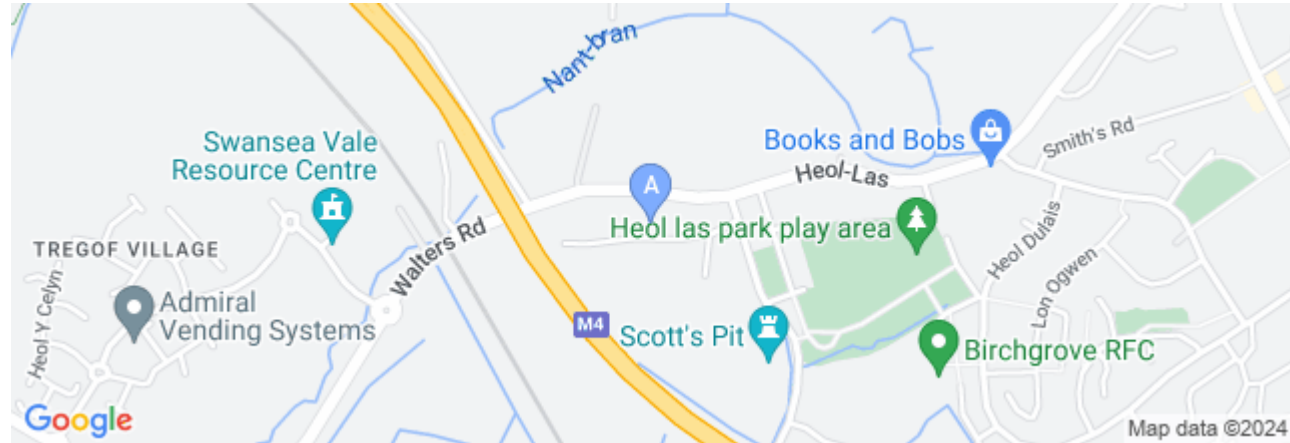 Nant-bran
Swansea Vale
Resource Centre
Books and Bobs
Smith's Rd
Heol-Las
A
Heol las park play area
TREGOF VILLAGE
Walters Rd
Heol Dulais
Lon Ogwen
Heol Y Celyn
Admiral
Vending Systems
M4
Scott's Pit
Birchgrove RFC
Google
Map data ©2024